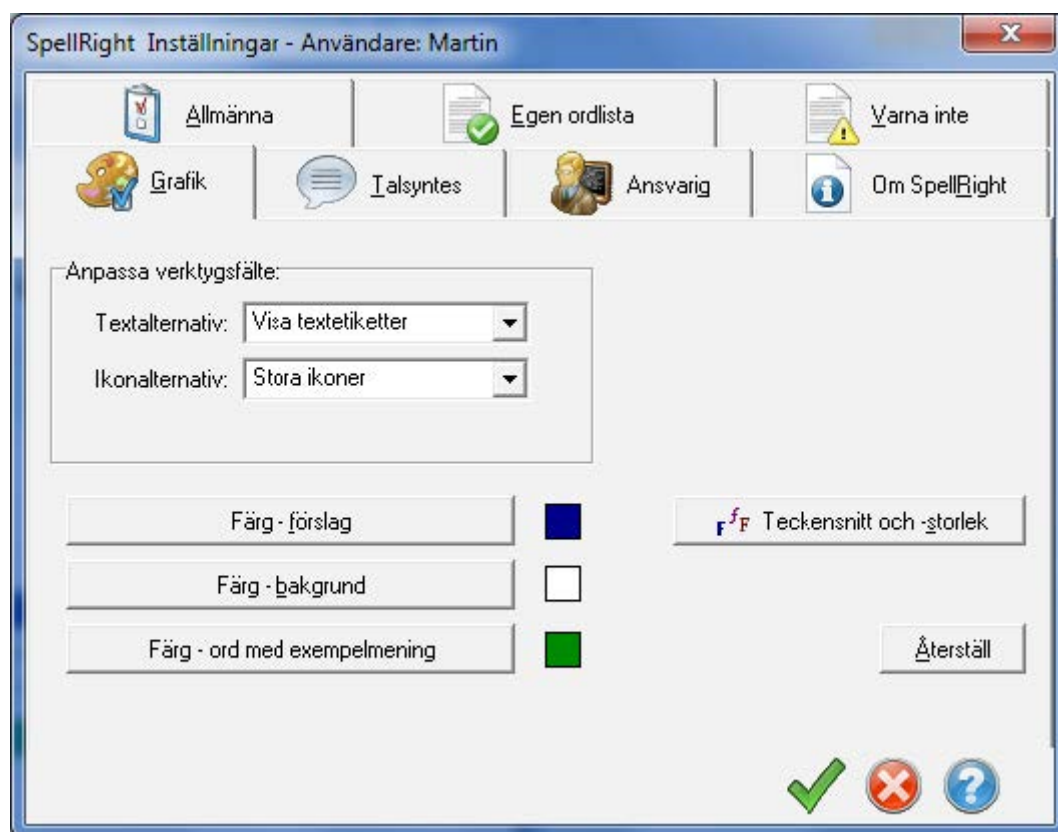 SpellRight Inställningar - Användare: Martin
Allmänna
Egen ordlista
Varna inte
Grafik
Talsyntes
Ansvarig
Om SpellRight
Anpassa verktygsfälte:
Textalternativ: Visa textetiketter
Ikonalternativ: Stora ikoner
Färg - förslag
FfF Teckensnitt och -storlek
Färg - bakgrund
Färg - ord med exempelmening
Återställ